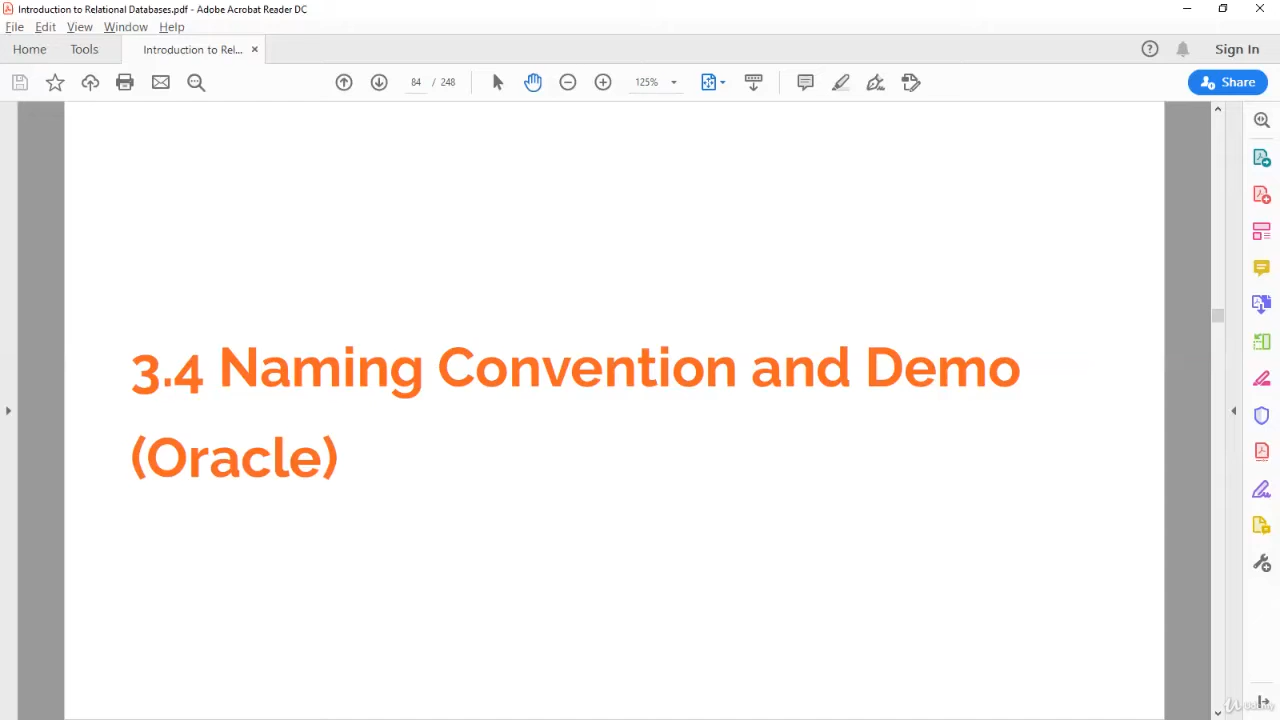 Introduction to Relational Databases.pdf - Adobe Acrobat Reader DC
File Edit View Window Help
Home Tools Introduction to Rel... × Sign In
84 / 248 125% Share
3.4 Naming Convention and Demo
(Oracle)
Udemy